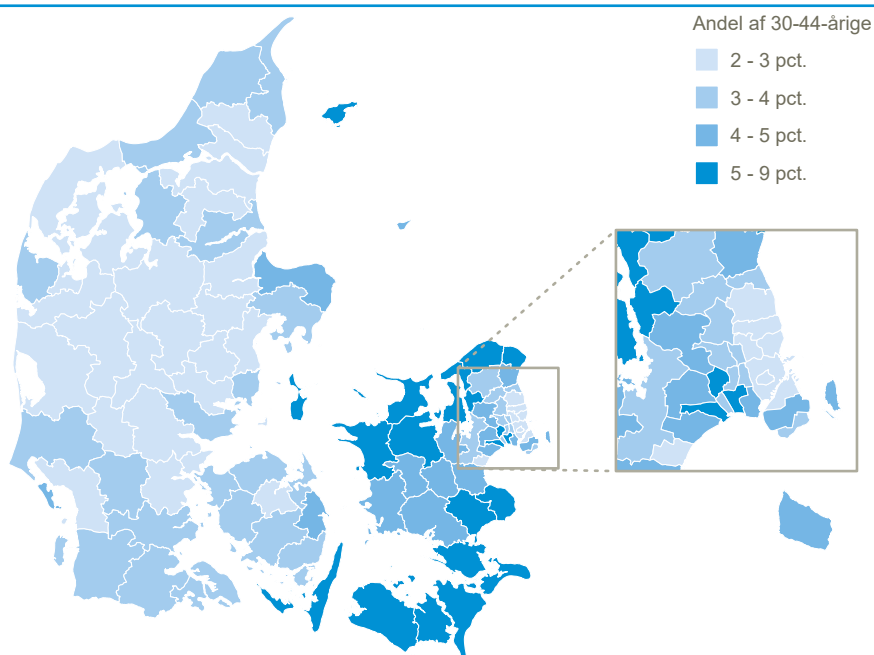 Andel af 30-44-årige
2 - 3 pct.
3 - 4 pct.
4 - 5 pct.
5 - 9 pct.